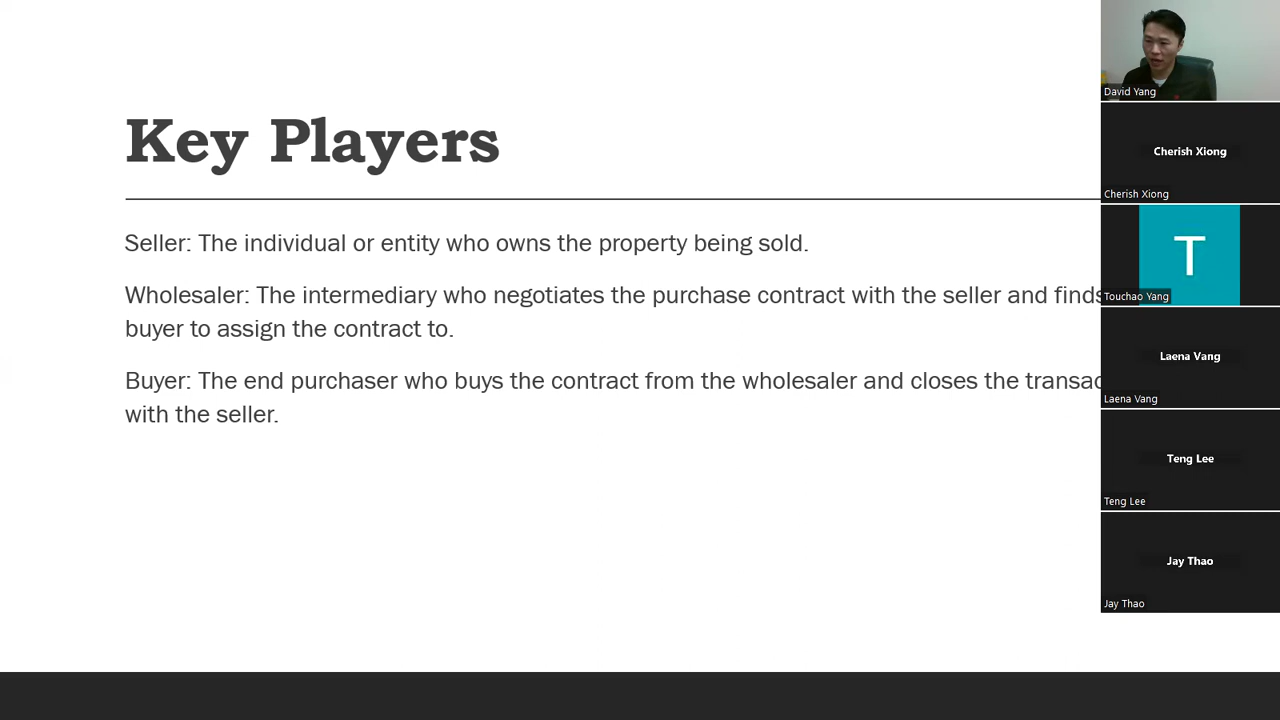 Key Players
Seller: The individual or entity who owns the property being sold.
Wholesaler: The intermediary who negotiates the purchase contract with the seller and finds
buyer to assign the contract to.
Buyer: The end purchaser who buys the contract from the wholesaler and closes the
with the seller.
David Yang
Cherish Xiong
Cherish Xiong
T
Touchao Yang
Laena Vang
Laena Vang
Teng Lee
Teng Lee
Jay Thao
Jay Thao